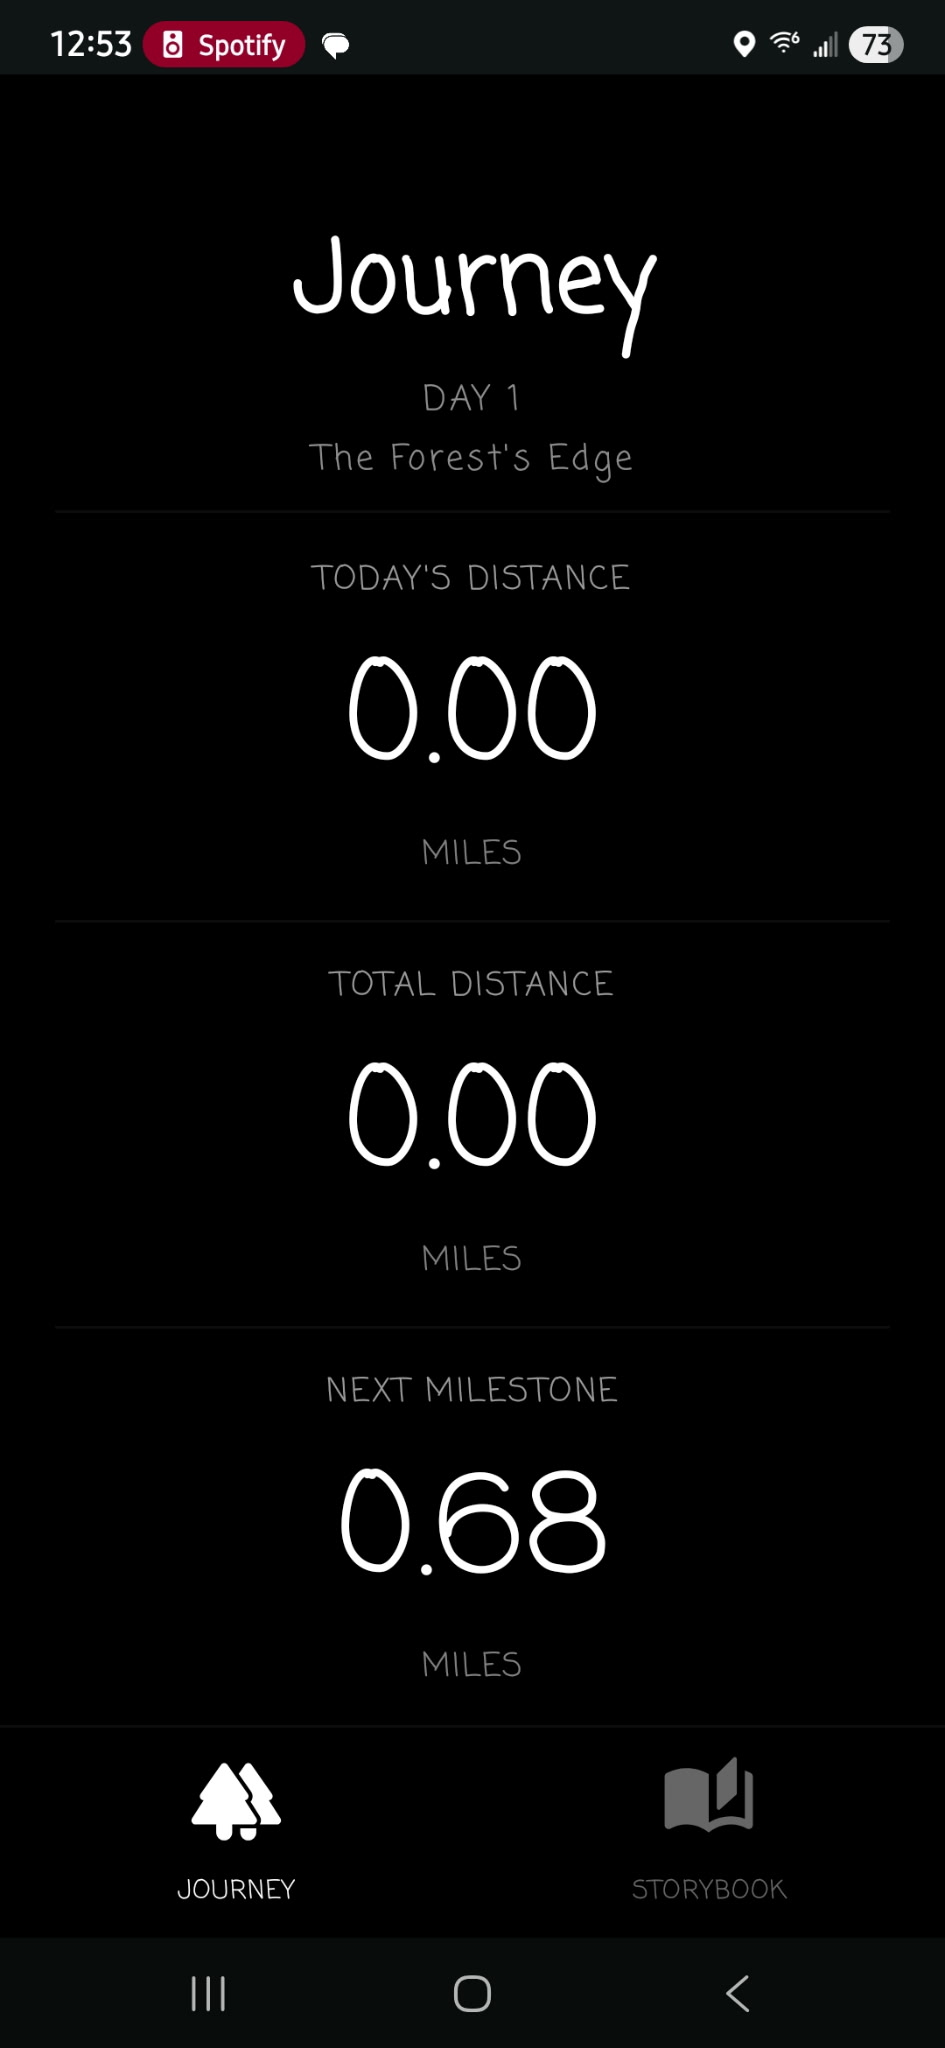 12:53 Spotify 73
Journey
DAY 1
The Forest's Edge
TODAY'S DISTANCE
0.00
MILES
TOTAL DISTANCE
0.00
MILES
NEXT MILESTONE
0.68
MILES
JOURNEY STORYBOOK